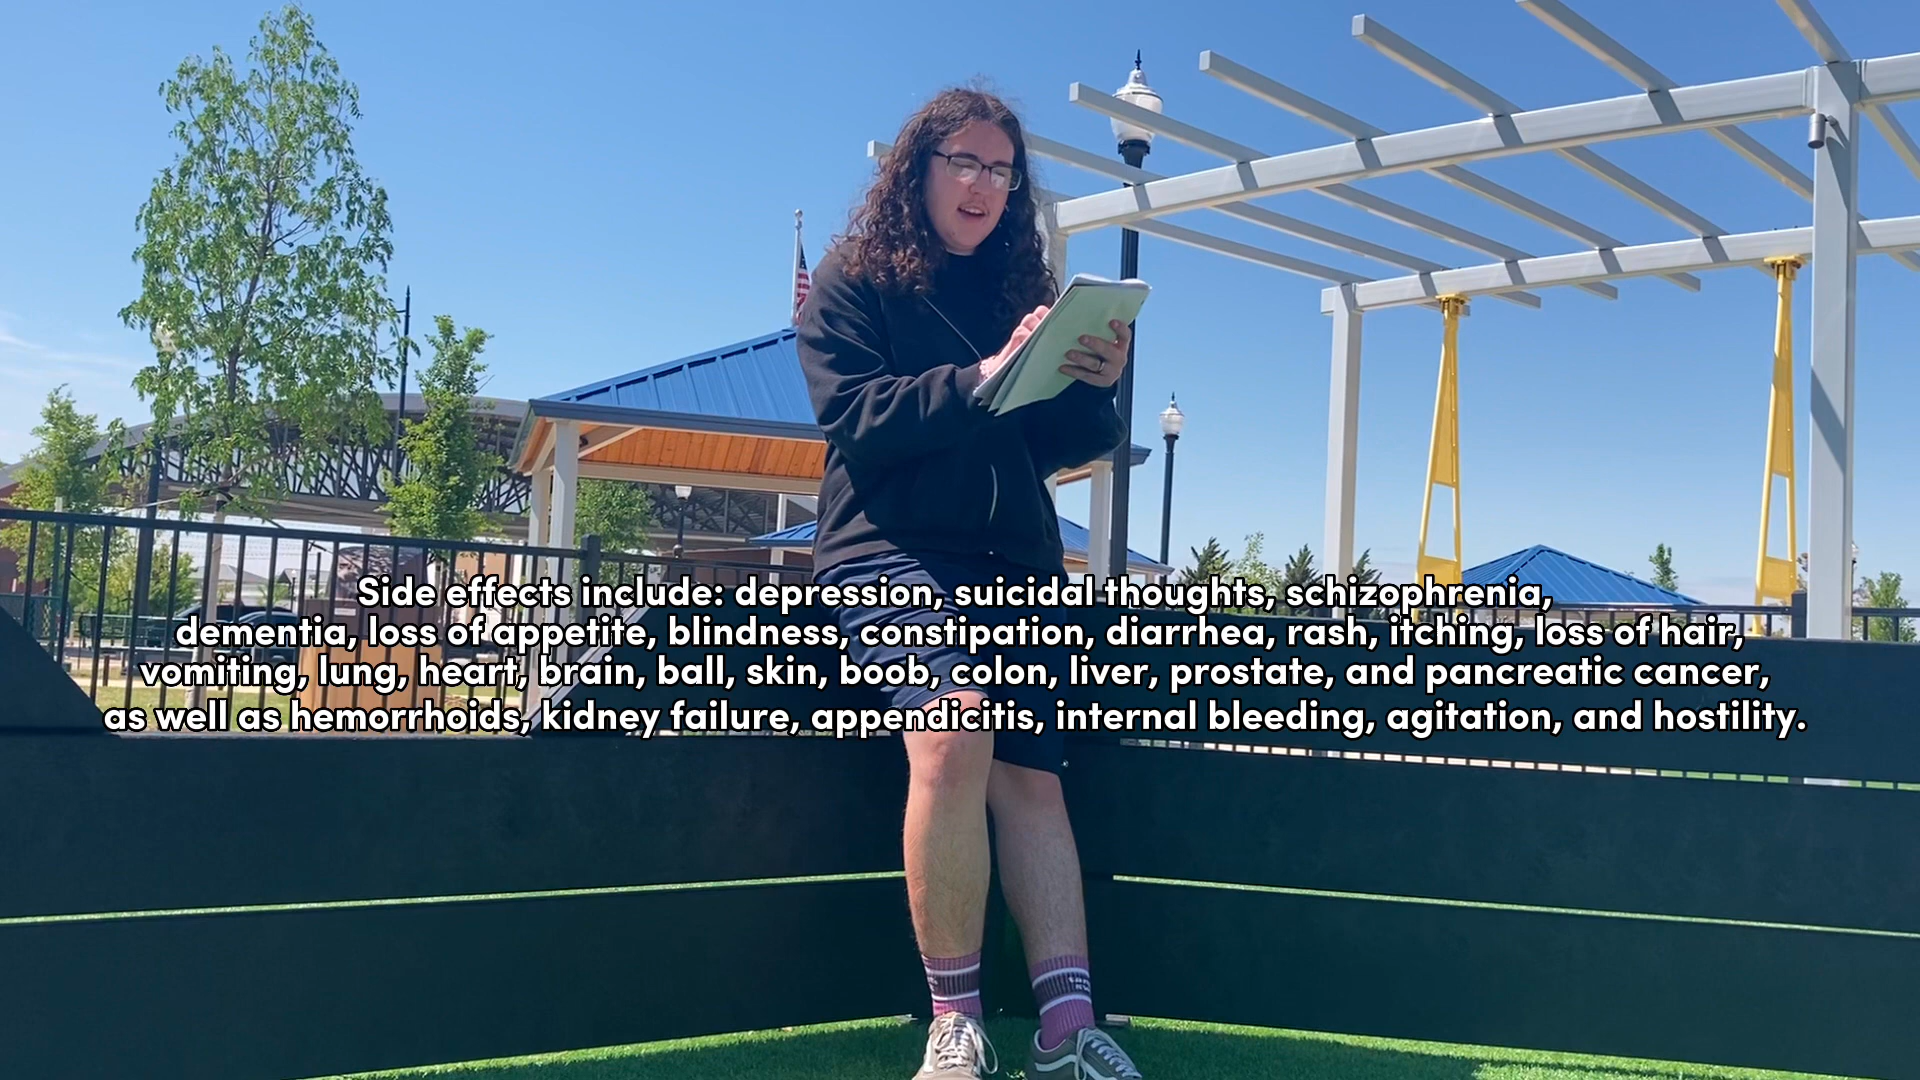 Side effects include: depression, suicidal thoughts, schizophrenia,
dementia, loss of appetite, blindness, constipation, diarrhea, rash, itching, loss of hair,
vomiting, lung, heart, brain, ball, skin, boob, colon, liver, prostate, and pancreatic cancer,
as well as hemorrhoids, kidney failure, appendicitis, internal bleeding, agitation, and hostility.